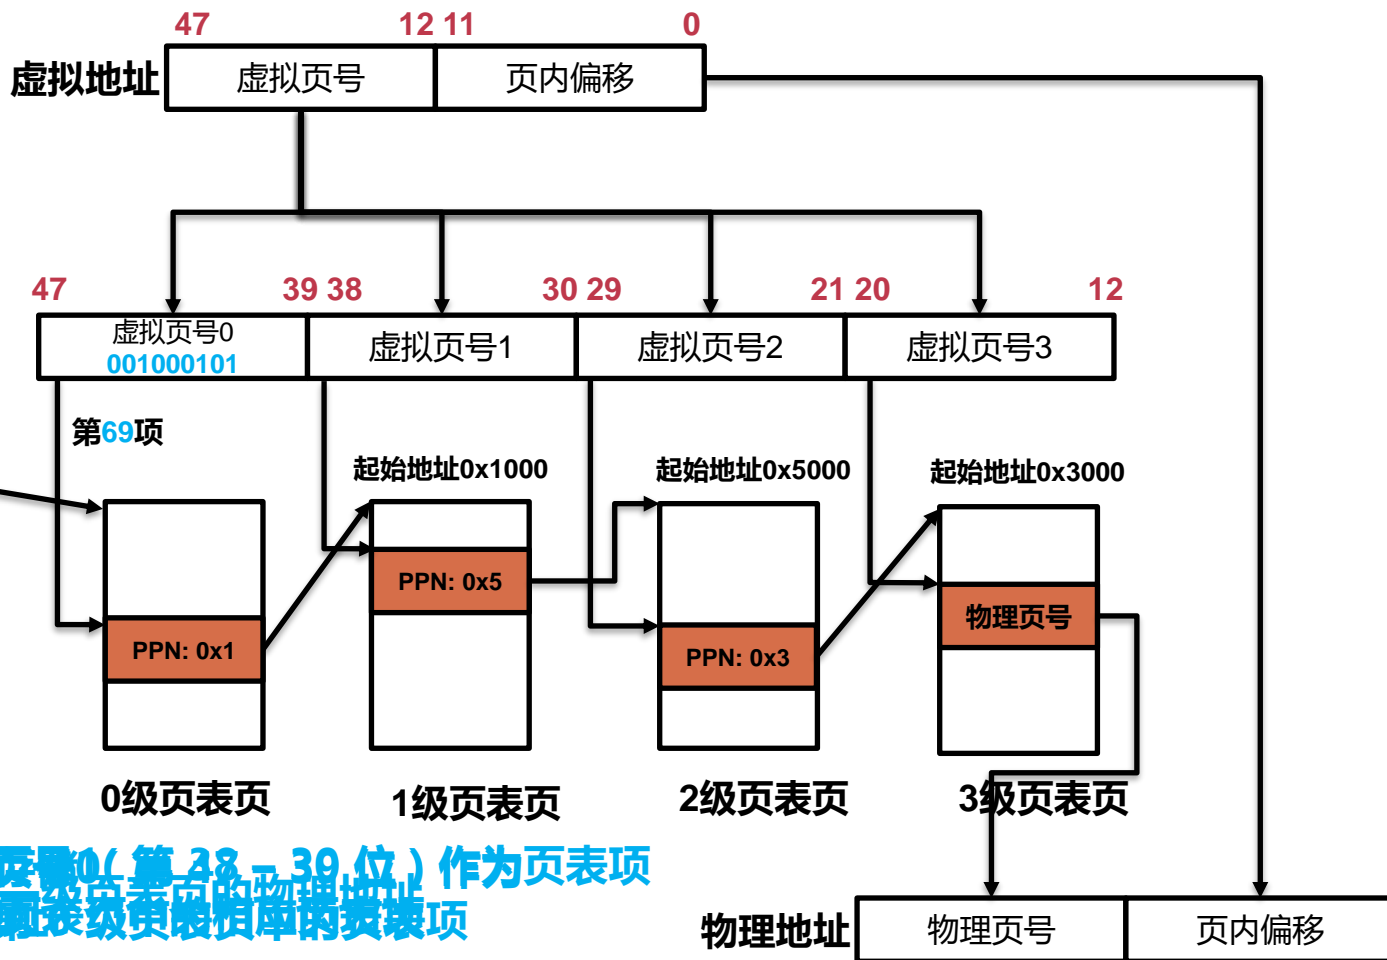 47 12 11 0
虚拟地址 虚拟页号 页内偏移
47 39 38 30 29 21 20 12
虚拟页号0 虚拟页号1 虚拟页号2 虚拟页号3
001000101
第69项
起始地址0x1000 起始地址0x5000 起始地址0x3000
PPN: 0x1 PPN: 0x5 PPN: 0x3 物理页号
0级页表页 1级页表页 2级页表页 3级页表页
位）作为页表项
物理地址 物理页号 页内偏移